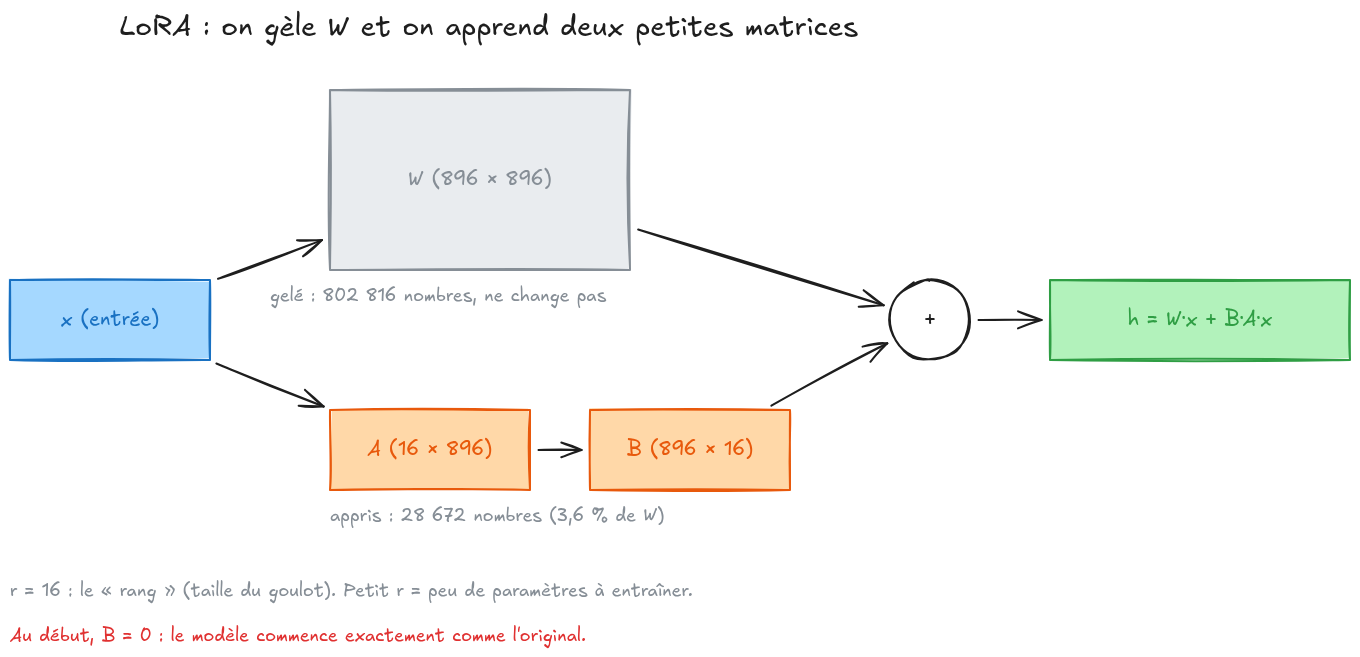 LoRA : on gèle W et on apprend deux petites matrices
W (896 × 896)
gelé : 802 816 nombres, ne change pas
x (entrée)
+
h = W·x + B·A·x
A (16 × 896)
B (896 × 16)
appris : 28 672 nombres (3,6 % de W)
r = 16 : le « rang » (taille du goulot). Petit r = peu de paramètres à entraîner.
Au début, B = 0 : le modèle commence exactement comme l'original.